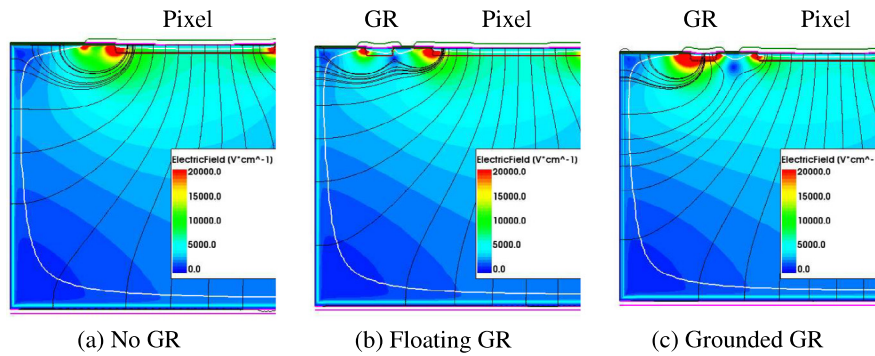 Pixel
GR Pixel
GR Pixel
ElectricField (V*cm^-1)
20000.0
15000.0
10000.0
5000.0
0.0
ElectricField (V*cm^-1)
20000.0
15000.0
10000.0
5000.0
0.0
ElectricField (V*cm^-
20000.0
15000.0
10000.0
5000.0
0.0
(a) No GR
(b) Floating GR
(c) Grounded GR